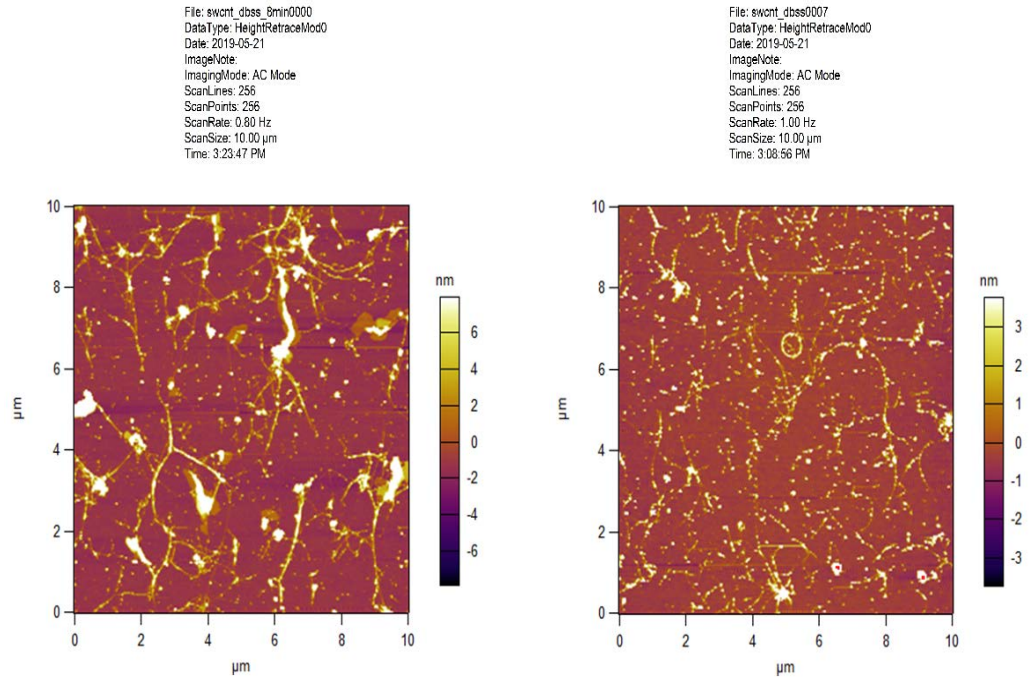 File: swcnt_dbss_8min0000
DataType: HeightRetraceMod0
Date: 2019-05-21
ImageNote:
ImagingMode: AC Mode
ScanLines: 256
ScanPoints: 256
ScanRate: 0.80 Hz
ScanSize: 10.00 µm
Time: 3:23:47 PM
10
8
6
4
2
0
µm
0 2 4 6 8 10
µm
nm
6
4
2
0
-2
-4
-6
File: swcnt_dbss0007
DataType: HeightRetraceMod0
Date: 2019-05-21
ImageNote:
ImagingMode: AC Mode
ScanLines: 256
ScanPoints: 256
ScanRate: 1.00 Hz
ScanSize: 10.00 µm
Time: 3:08:56 PM
10
8
6
4
2
0
µm
0 2 4 6 8 10
µm
nm
3
2
1
0
-1
-2
-3